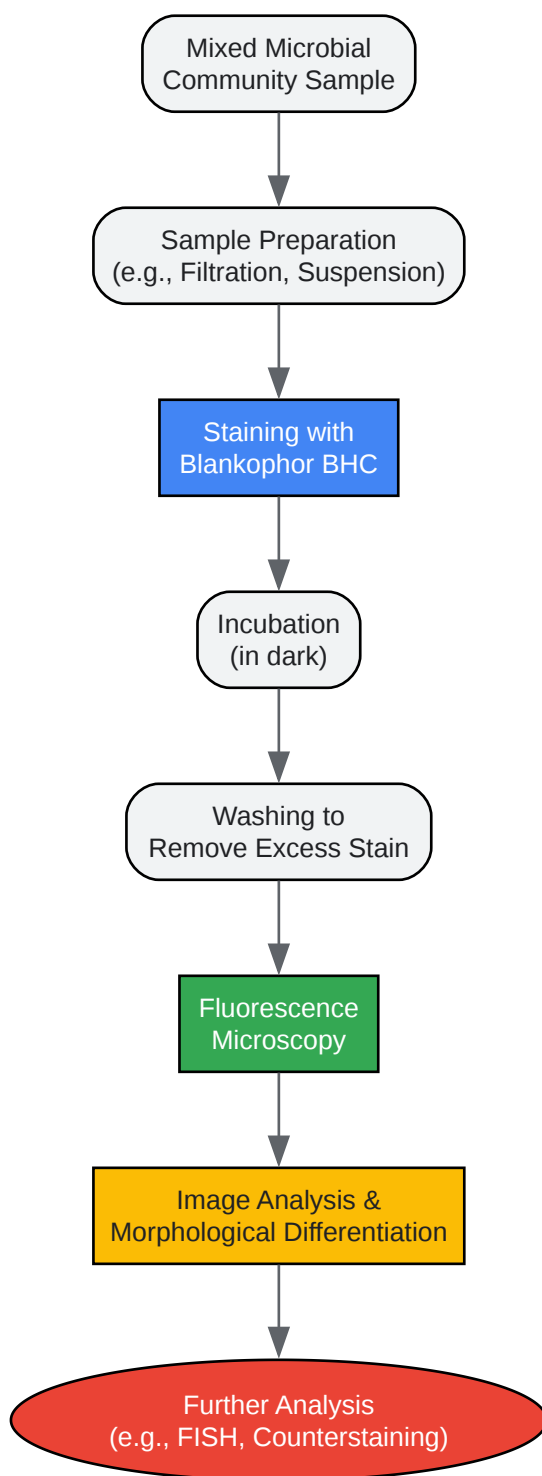 Mixed Microbial
Community Sample
Sample Preparation
(e.g., Filtration, Suspension)
Staining with
Blankophor BHC
Incubation
(in dark)
Washing to
Remove Excess Stain
Fluorescence
Microscopy
Image Analysis &
Morphological Differentiation
Further Analysis
(e.g., FISH, Counterstaining)